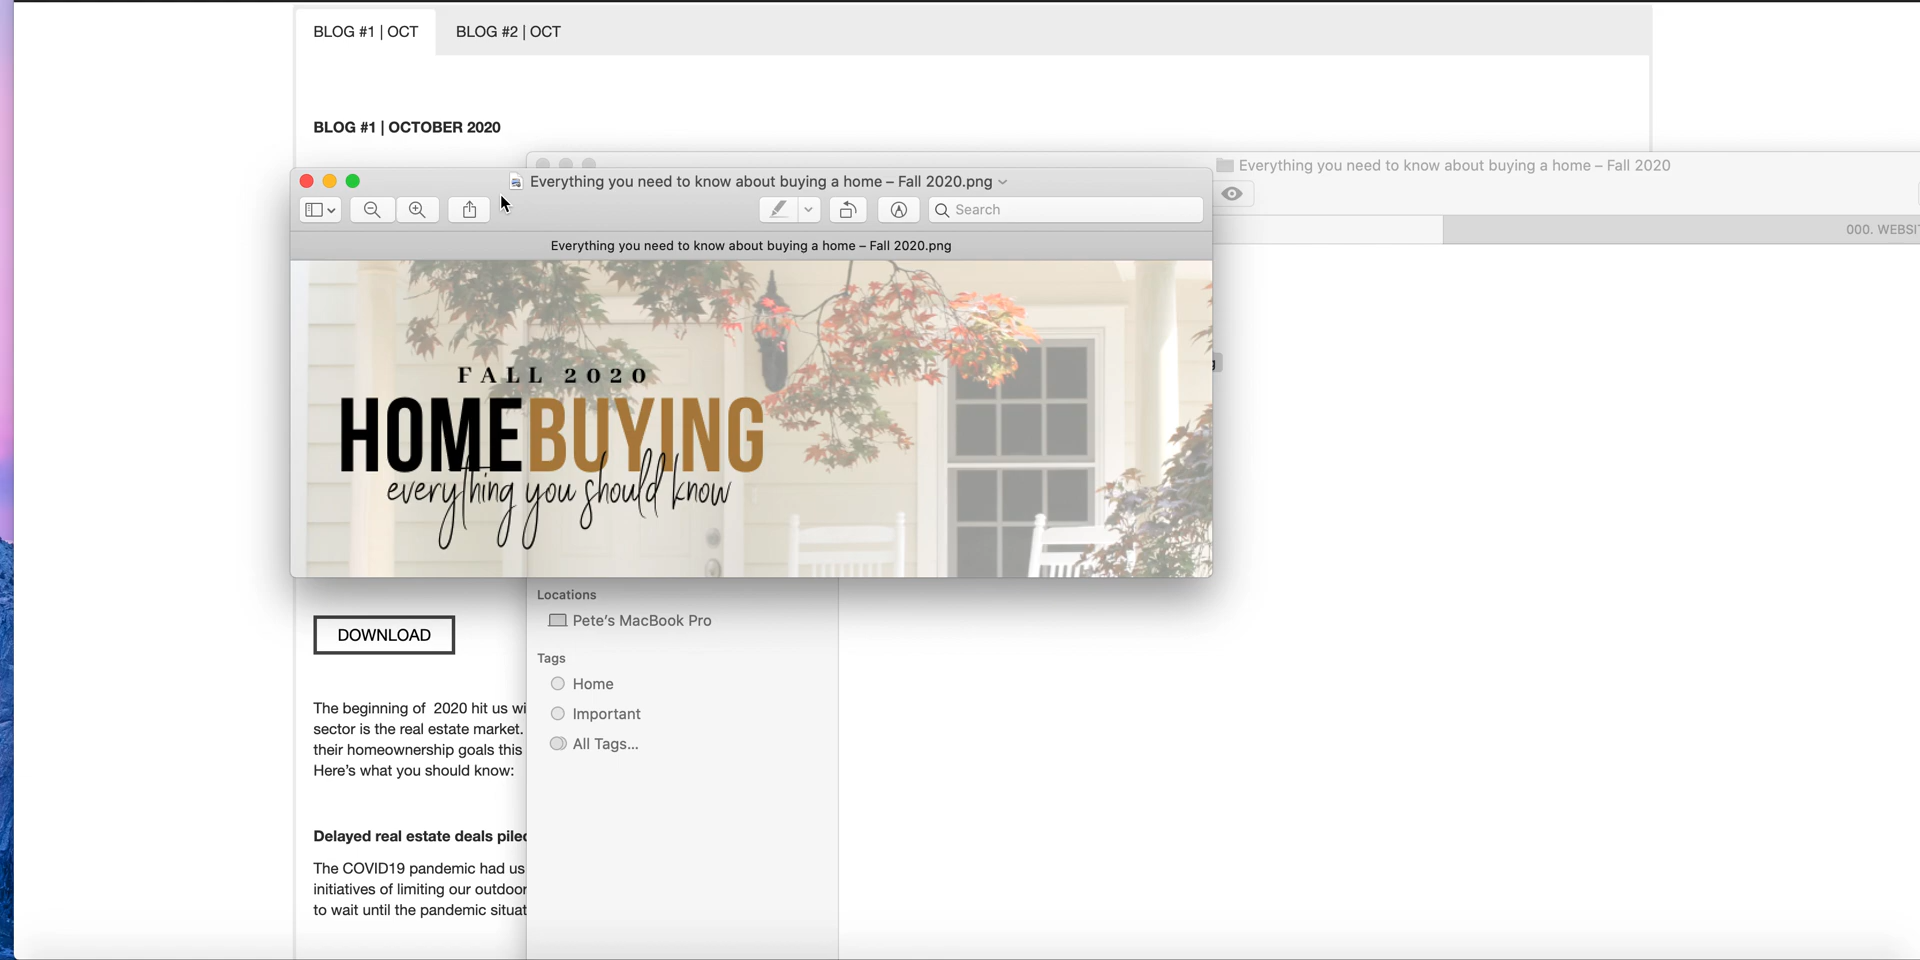 BLOG #1 | OCT
BLOG #2 | OCT
BLOG #1 | OCTOBER 2020
Everything you need to know about buying a home – Fall 2020
Everything you need to know about buying a home – Fall 2020.png
Search
000. WEBSI
Everything you need to know about buying a home – Fall 2020.png
FALL 2020
HOMEBUYING
everything you should know
Locations
Pete's MacBook Pro
DOWNLOAD
Tags
Home
Important
All Tags...
The beginning of 2020 hit us wi
sector is the real estate market.
their homeownership goals this
Here's what you should know:
Delayed real estate deals piled
The COVID19 pandemic had us
initiatives of limiting our outdoor
to wait until the pandemic situat